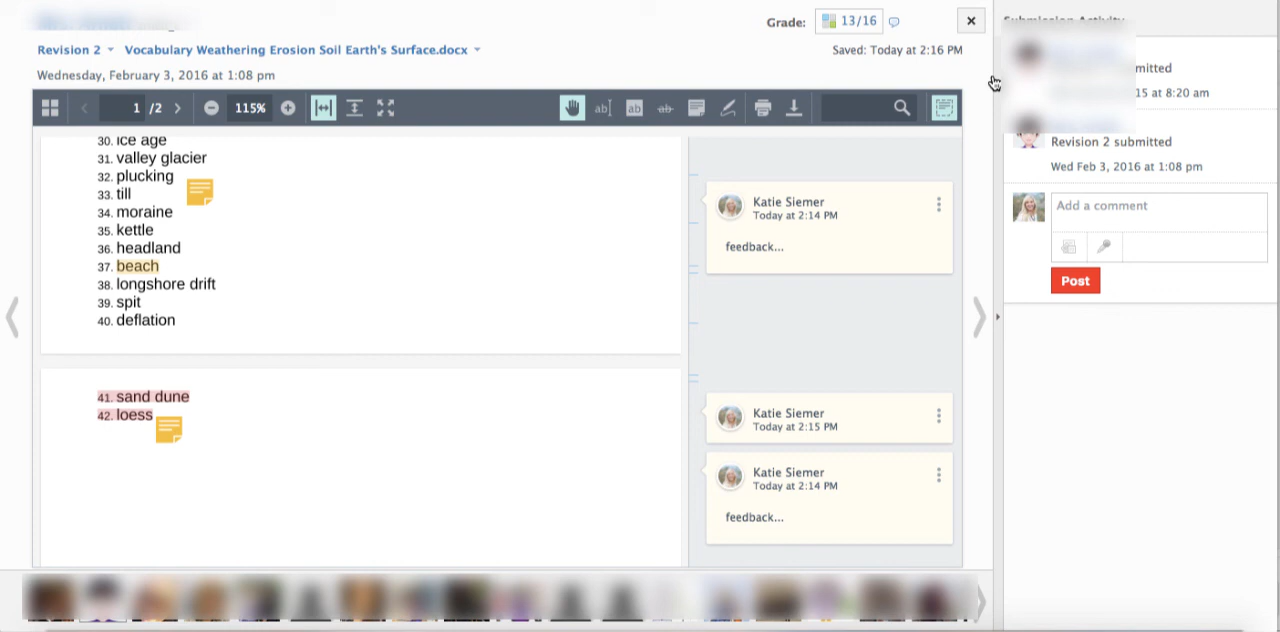 Grade: 13/16
Revision 2 Vocabulary Weathering Erosion Soil Earth's Surface.docx
Saved: Today at 2:16 PM
Wednesday, February 3, 2016 at 1:08 pm
1 /2 115% ab ab ab
30. ice age
31. valley glacier
32. plucking
33. till
34. moraine
35. kettle
36. headland
37. beach
38. longshore drift
39. spit
40. deflation
41. sand dune
42. loess
Katie Siemer
Today at 2:14 PM
feedback...
Katie Siemer
Today at 2:15 PM
Katie Siemer
Today at 2:14 PM
feedback...
Submission Activity
15 at 8:20 am
Revision 2 submitted
Wed Feb 3, 2016 at 1:08 pm
Add a comment
Post